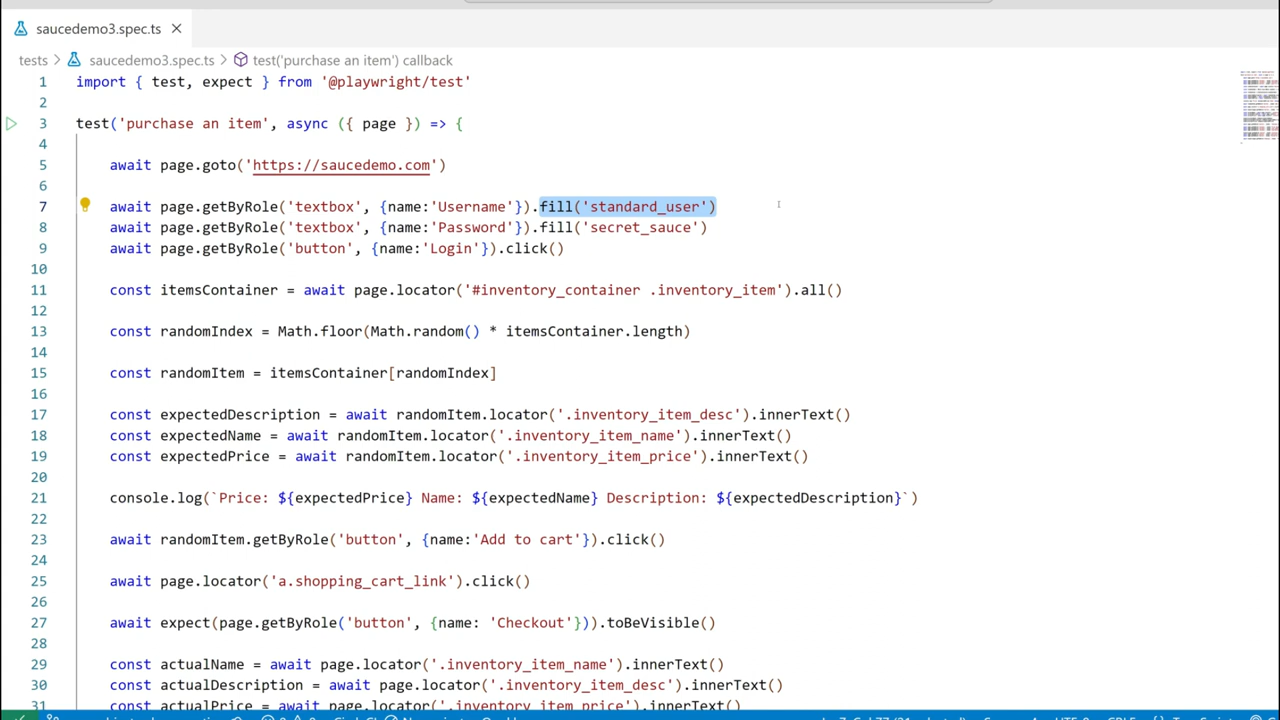 saucedemo3.spec.ts
tests > saucedemo3.spec.ts > test('purchase an item') callback
1 import { test, expect } from '@playwright/test'
2
3 test('purchase an item', async ({ page }) => {
4
5 await page.goto('https://saucedemo.com')
6
7 await page.getByRole('textbox', {name:'Username'}).fill('standard_user')
8 await page.getByRole('textbox', {name:'Password'}).fill('secret_sauce')
9 await page.getByRole('button', {name:'Login'}).click()
10
11 const itemsContainer = await page.locator('#inventory_container .inventory_item').all()
12
13 const randomIndex = Math.floor(Math.random() * itemsContainer.length)
14
15 const randomItem = itemsContainer[randomIndex]
16
17 const expectedDescription = await randomItem.locator('.inventory_item_desc').innerText()
18 const expectedName = await randomItem.locator('.inventory_item_name').innerText()
19 const expectedPrice = await randomItem.locator('.inventory_item_price').innerText()
20
21 console.log(`Price: ${expectedPrice} Name: ${expectedName} Description: ${expectedDescription}`)
22
23 await randomItem.getByRole('button', {name:'Add to cart'}).click()
24
25 await page.locator('a.shopping_cart_link').click()
26
27 await expect(page.getByRole('button', {name: 'Checkout'})).toBeVisible()
28
29 const actualName = await page.locator('.inventory_item_name').innerText()
30 const actualDescription = await page.locator('.inventory_item_desc').innerText()
31 const actualPrice = await page.locator('.inventory_item_price').innerText()